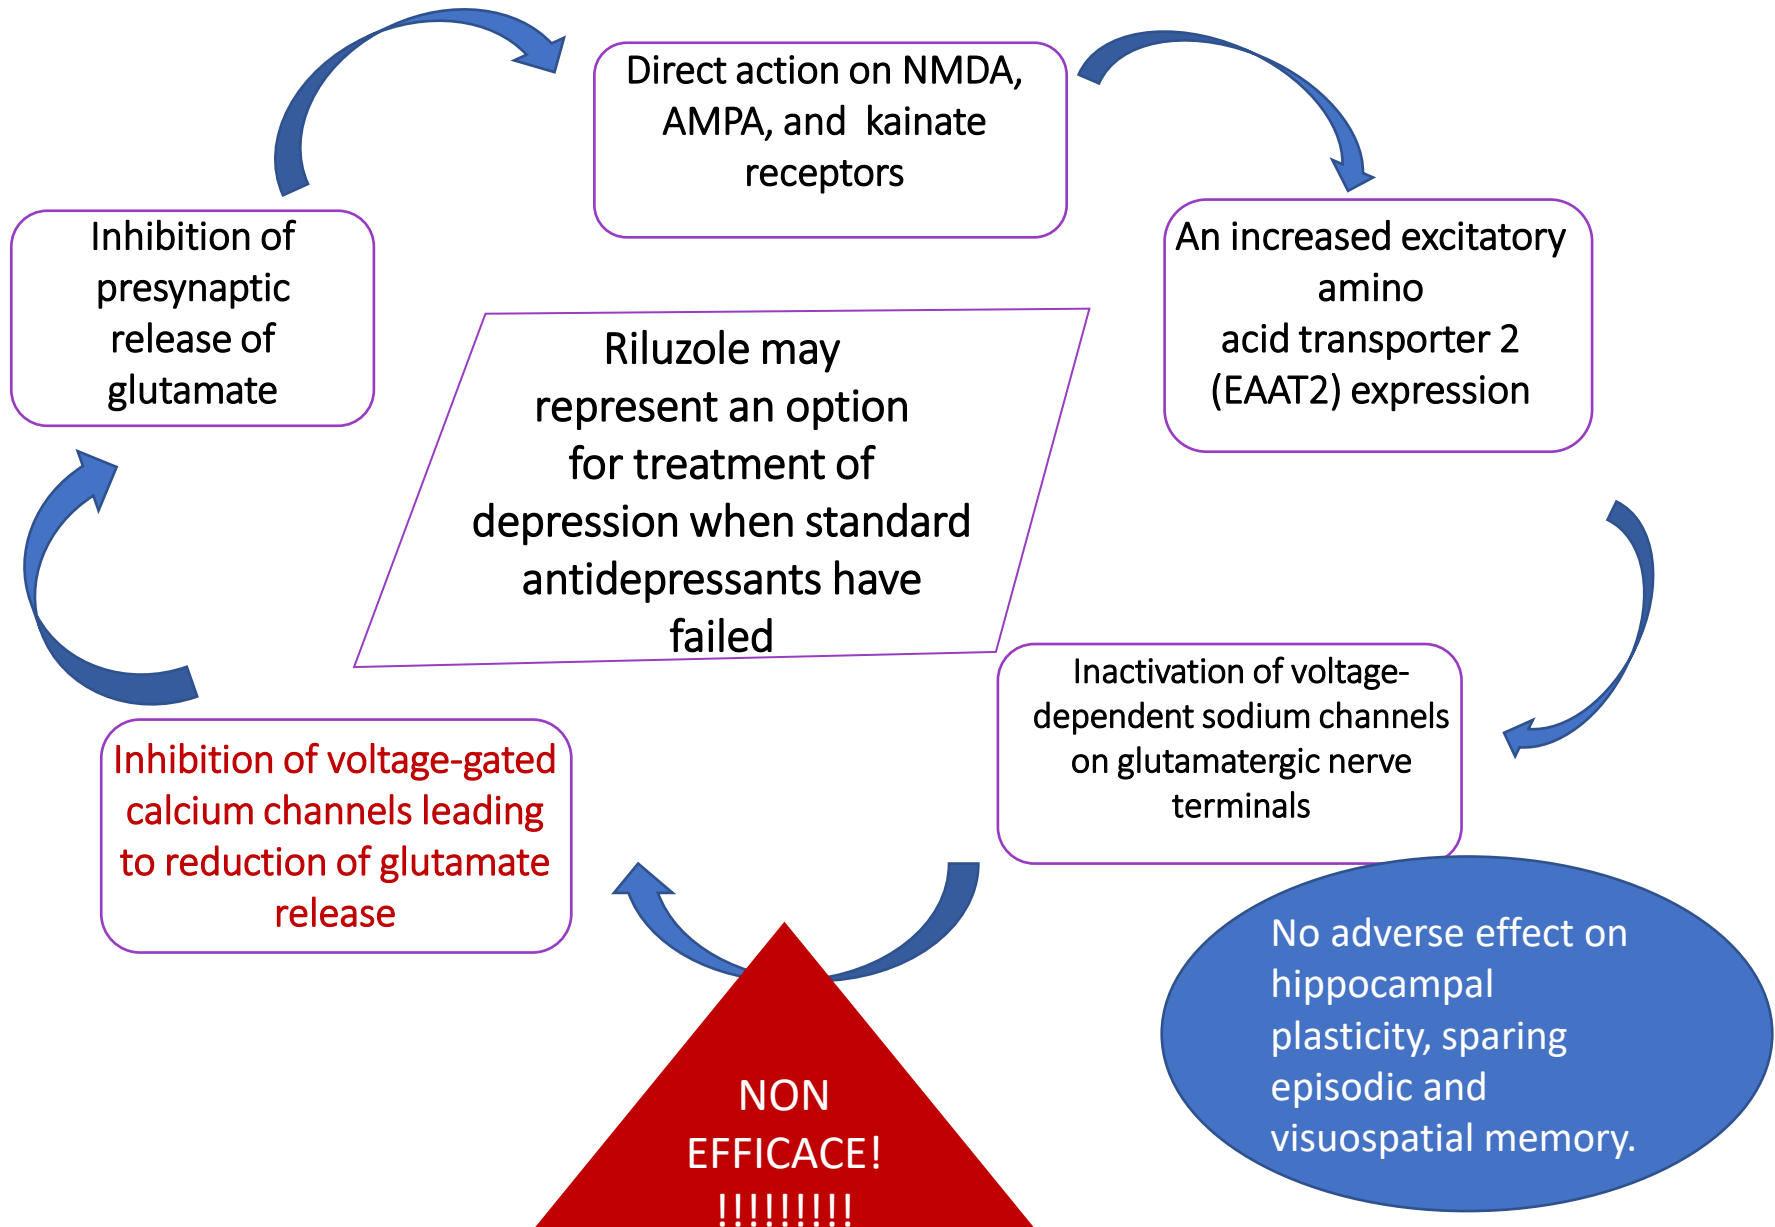 Direct action on NMDA,
AMPA, and kainate
receptors
Inhibition of
presynaptic
release of
glutamate
An increased excitatory
amino
acid transporter 2
(EAAT2) expression
Riluzole may
represent an option
for treatment of
depression when standard
antidepressants have
failed
Inactivation of voltage-
dependent sodium channels
on glutamatergic nerve
terminals
Inhibition of voltage-gated
calcium channels leading
to reduction of glutamate
release
No adverse effect on
hippocampal
plasticity, sparing
episodic and
visuospatial memory.
NON
EFFICACE!
!!!!!!!!!